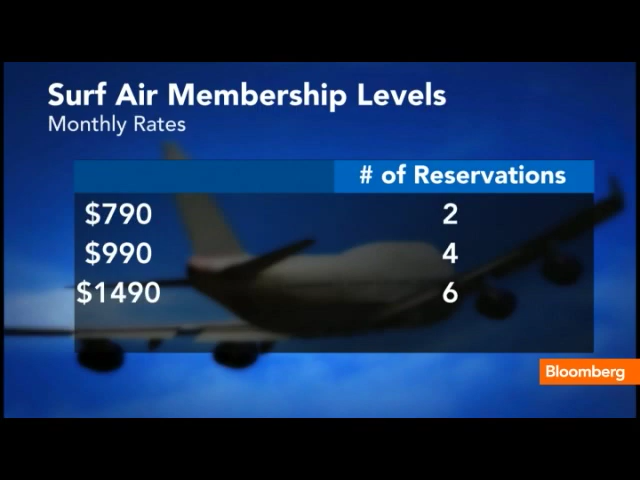 Surf Air Membership Levels
Monthly Rates
# of Reservations
$790 2
$990 4
$1490 6
Bloomberg